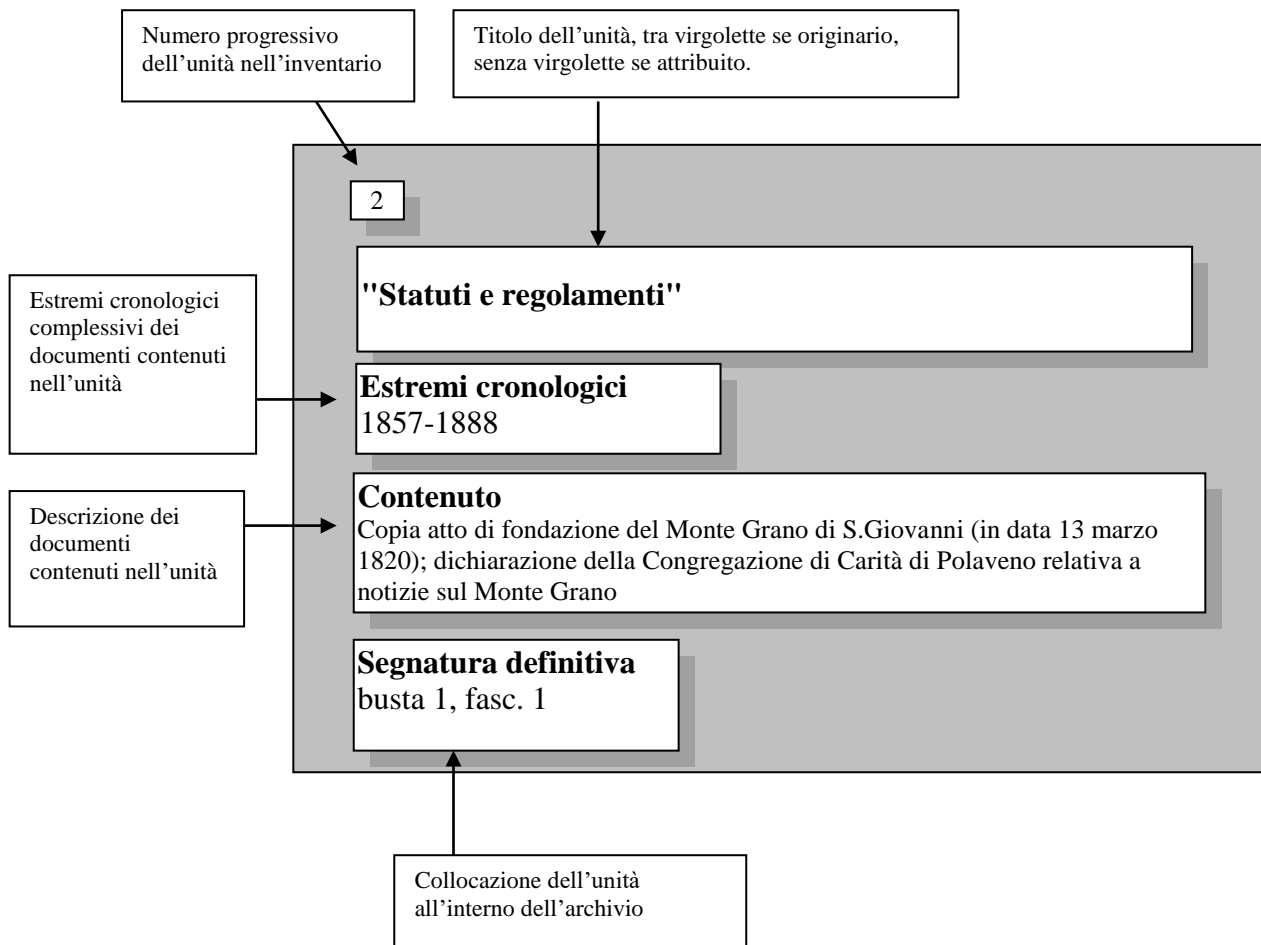 Numero progressivo
dell’unità nell’inventario
Titolo dell’unità, tra virgolette se originario,
senza virgolette se attribuito.
2
"Statuti e regolamenti"
Estremi cronologici
complessivi dei
documenti contenuti
nell’unità
Estremi cronologici
1857-1888
Descrizione dei
documenti
contenuti nell’unità
Contenuto
Copia atto di fondazione del Monte Grano di S.Giovanni (in data 13 marzo
1820); dichiarazione della Congregazione di Carità di Polaveno relativa a
notizie sul Monte Grano
Segnatura definitiva
busta 1, fasc. 1
Collocazione dell’unità
all’interno dell’archivio